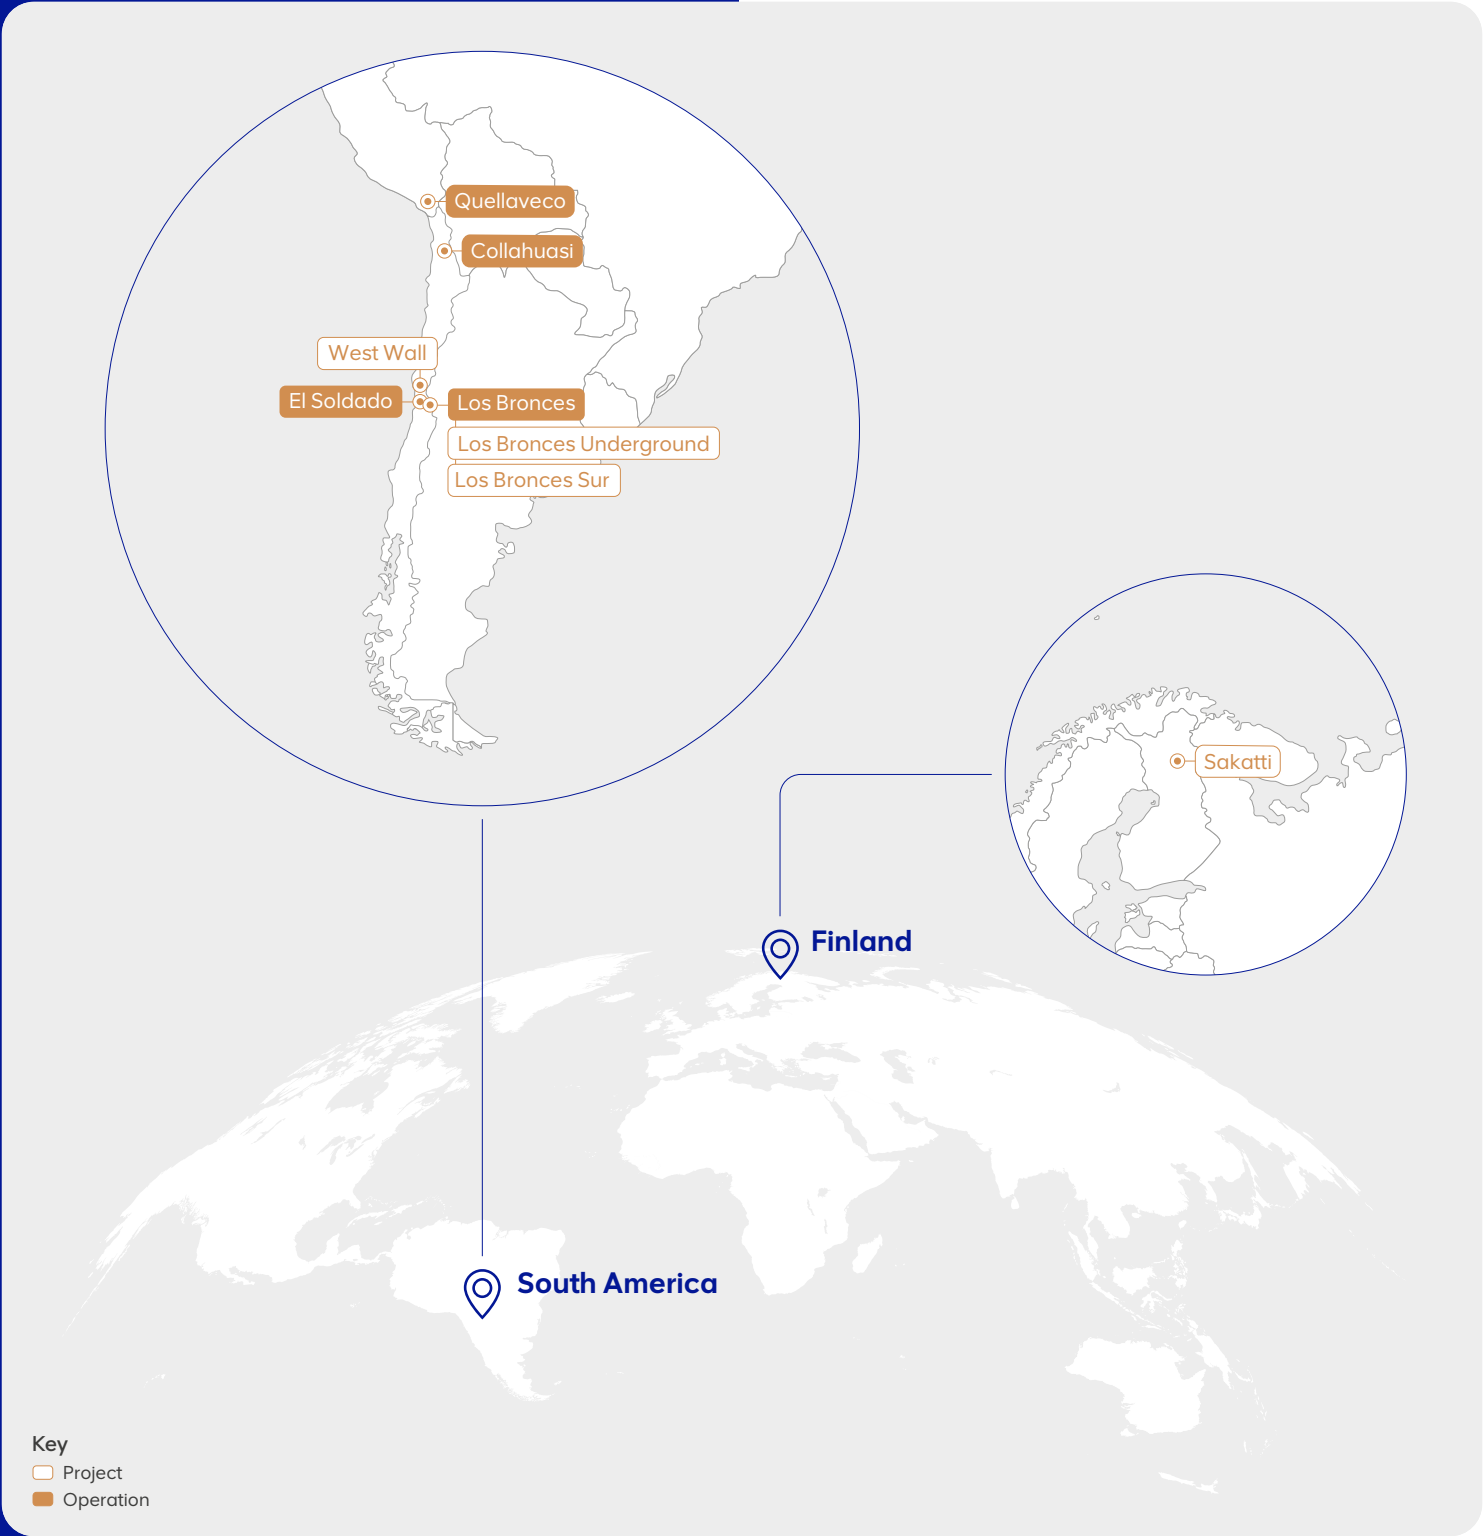 Quellaveco
Collahuasi
West Wall
El Soldado
Los Bronces
Los Bronces Underground
Los Bronces Sur
Sakatti
Finland
South America
Key
Project
Operation